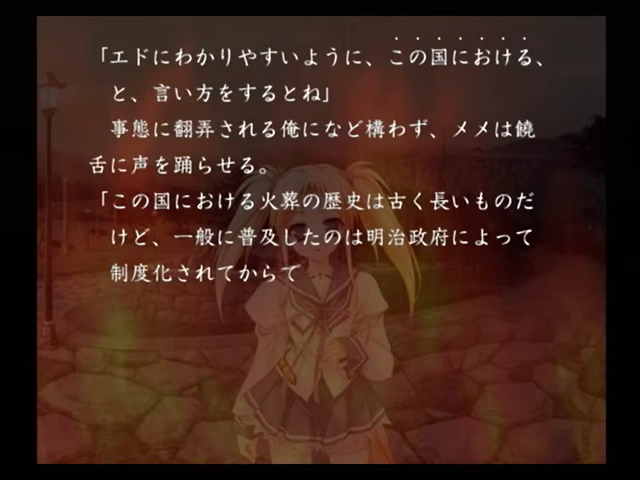 「エドにわかりやすいように、この国における、
と、言い方をするとね」
事態に翻弄される俺になど構わず、メメは饒
舌に声を踊らせる。
「この国における火葬の歴史は古く長いものだ
けど、一般に普及したのは明治政府によって
制度化されてからて